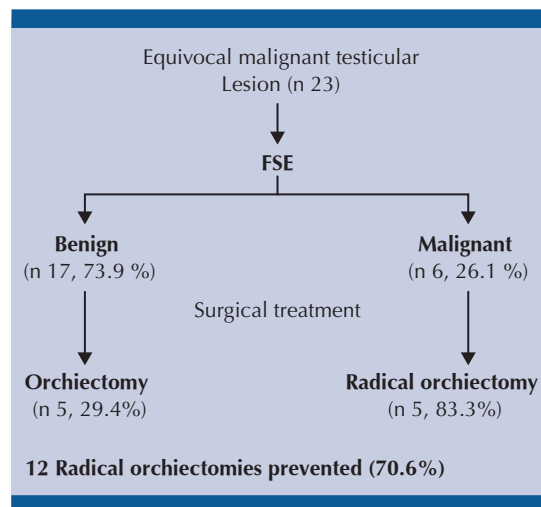 Equivocal malignant testicular
Lesion (n 23)
FSE
Benign
(n 17, 73.9 %)
Malignant
(n 6, 26.1 %)
Surgical treatment
Orchiectomy
(n 5, 29.4%)
Radical orchiectomy
(n 5, 83.3%)
12 Radical orchiectomies prevented (70.6%)